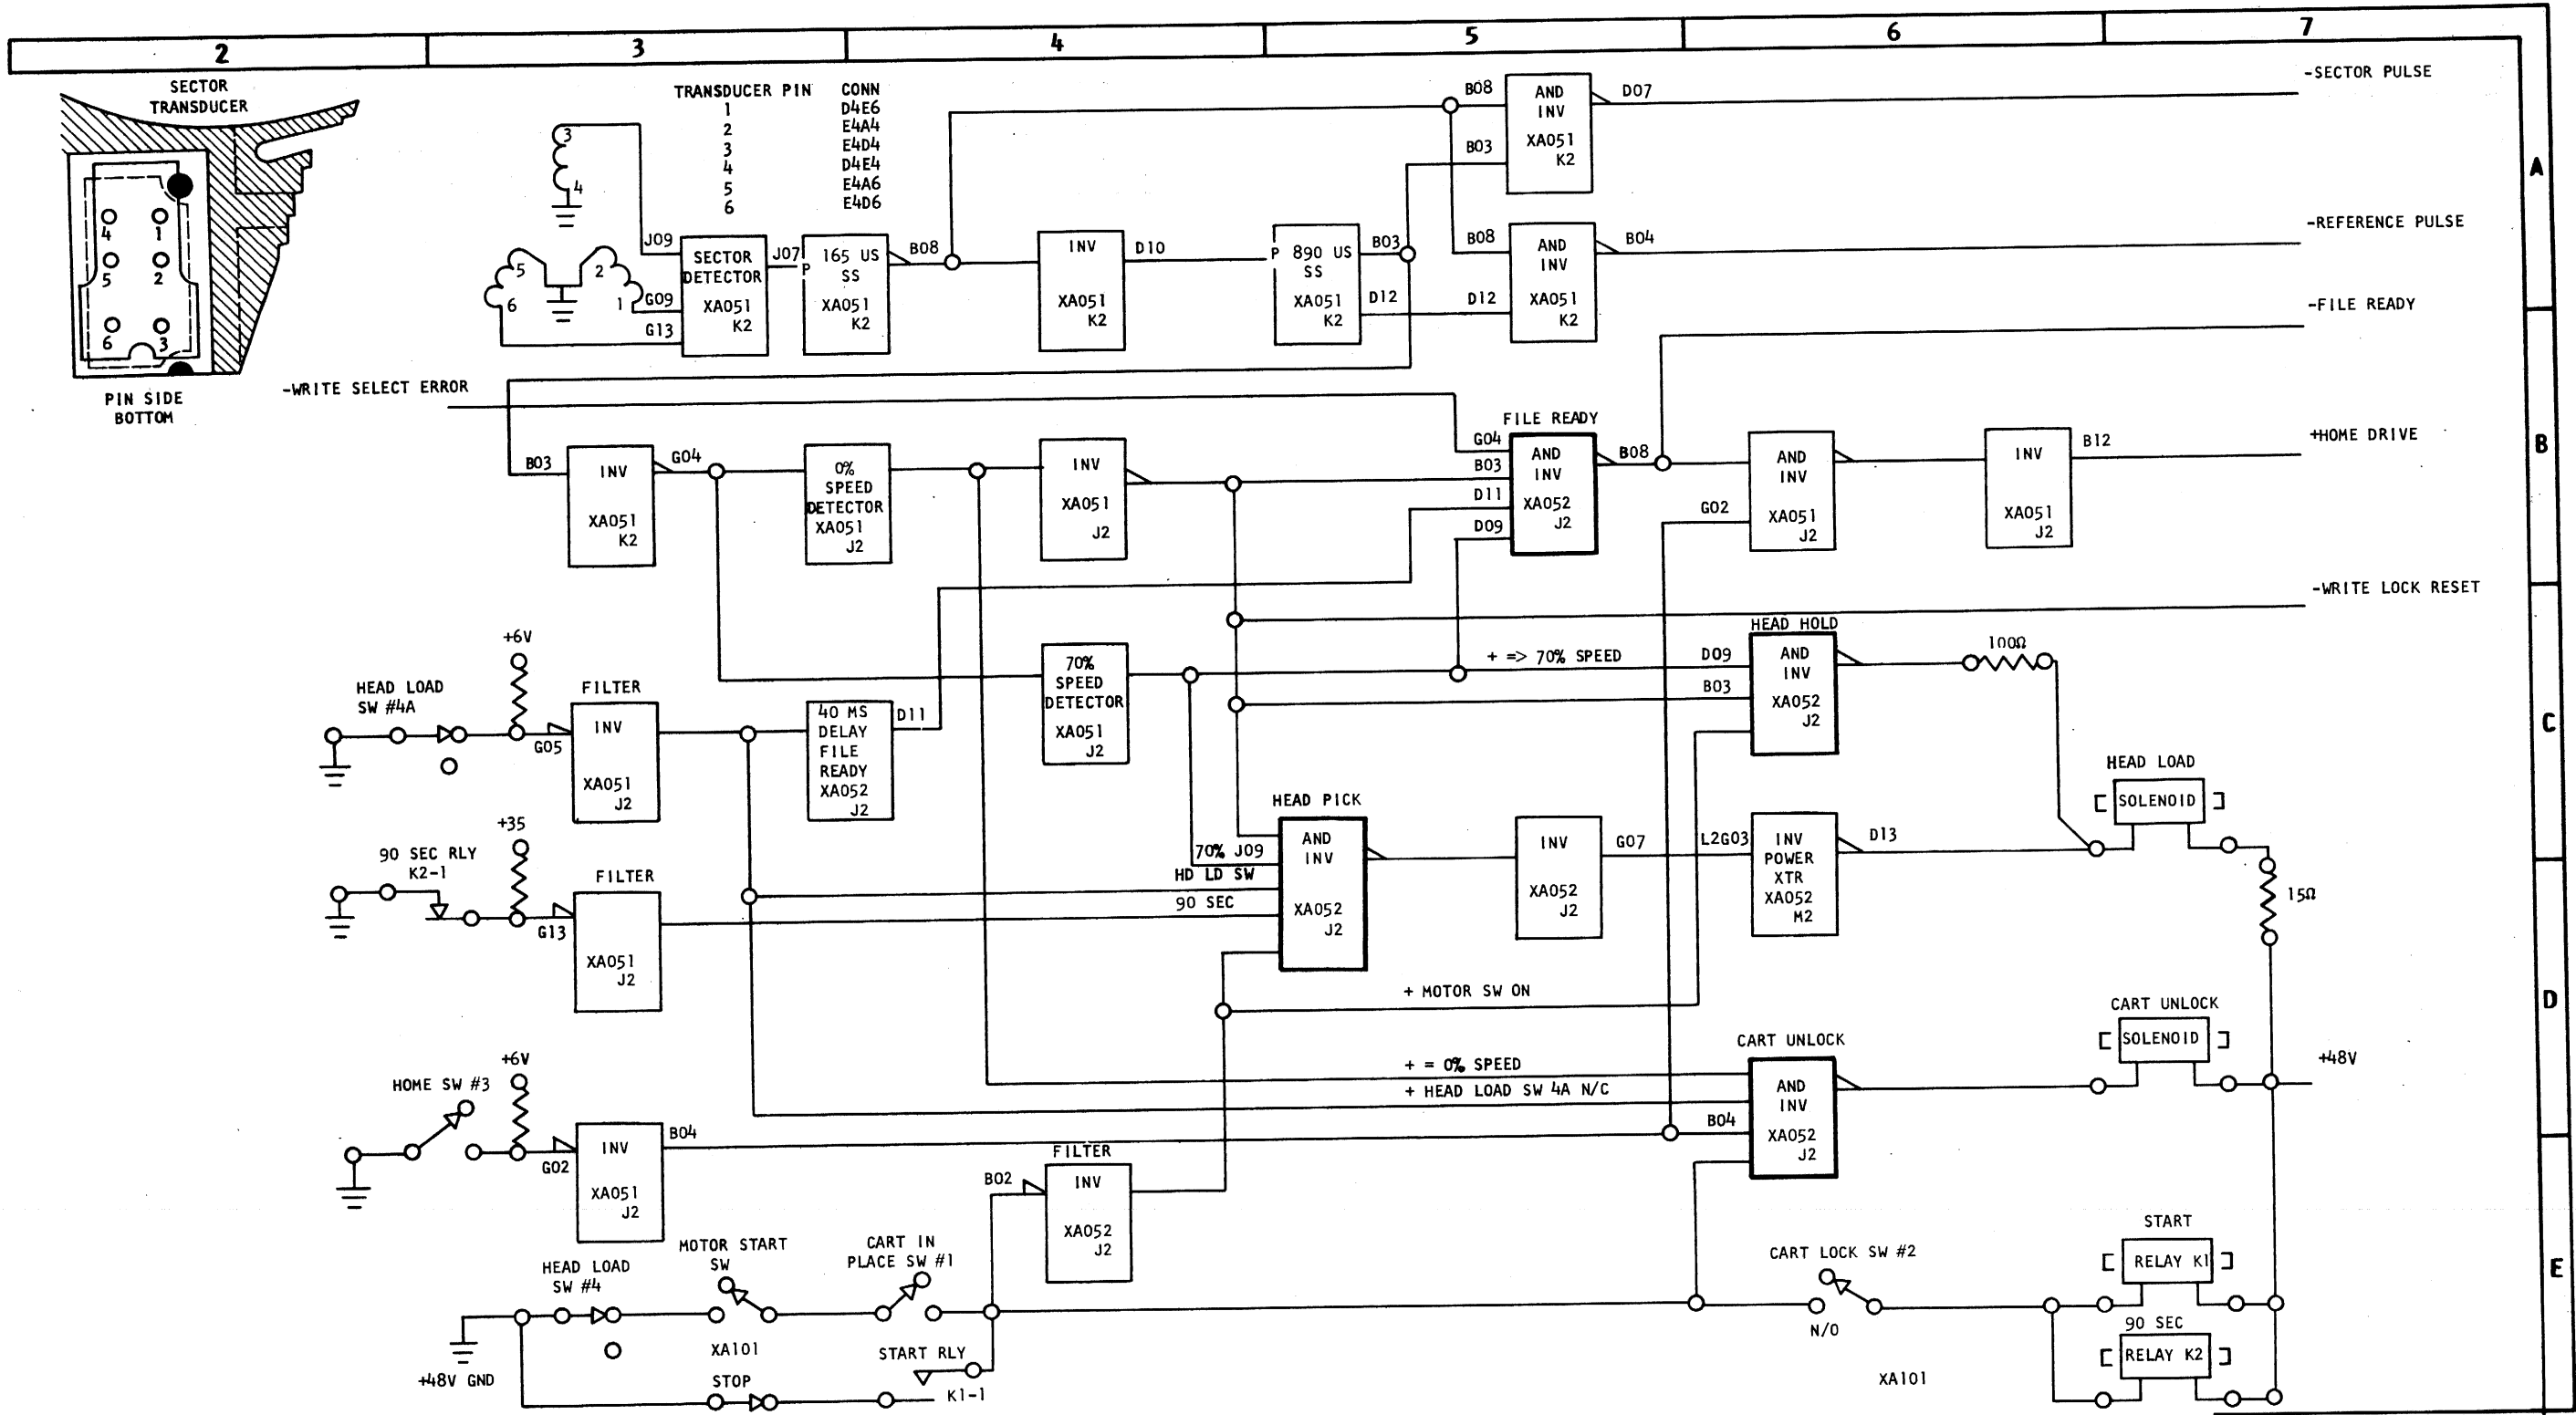 2 3 4 5 6 7
A
B
C
D
E
SECTOR
TRANSDUCER
4 1
5 2
6 3
PIN SIDE
BOTTOM
TRANSDUCER PIN CONN
1 D4E6
2 E4A4
3 E4D4
4 D4E4
5 E4A6
6 E4D6
3
4
5 2
6 1
J09
G09
G13
SECTOR
DETECTOR
XA051
K2
J07
P 165 US
SS
XA051
K2
B08
INV
XA051
K2
D10
P 890 US
SS
XA051
K2
B03
D12
B08
B03
AND
INV
XA051
K2
D07
-SECTOR PULSE
B08
D12
AND
INV
XA051
K2
B04
-REFERENCE PULSE
-FILE READY
-WRITE SELECT ERROR
B03
INV
XA051
K2
G04
0%
SPEED
DETECTOR
XA051
J2
INV
XA051
J2
FILE READY
G04
B03
D11
D09
AND
INV
XA052
J2
B08
G02
AND
INV
XA051
J2
INV
XA051
J2
B12
+HOME DRIVE
-WRITE LOCK RESET
+6V
HEAD LOAD
SW #4A
G05
FILTER
INV
XA051
J2
40 MS
DELAY
FILE
READY
XA052
J2
D11
70%
SPEED
DETECTOR
XA051
J2
+ => 70% SPEED
HEAD HOLD
D09
B03
AND
INV
XA052
J2
100Ω
HEAD LOAD
SOLENOID
15Ω
+35
90 SEC RLY
K2-1
G13
FILTER
XA051
J2
HEAD PICK
70% J09
HD LD SW
90 SEC
AND
INV
XA052
J2
INV
XA052
J2
G07
L2G03
INV
POWER
XTR
XA052
M2
D13
+ MOTOR SW ON
+ = 0% SPEED
+ HEAD LOAD SW 4A N/C
CART UNLOCK
B04
AND
INV
XA052
J2
CART UNLOCK
SOLENOID
+48V
+6V
HOME SW #3
G02
INV
XA051
J2
B04
FILTER
B02
INV
XA052
J2
HEAD LOAD
SW #4
MOTOR START
SW
XA101
CART IN
PLACE SW #1
+48V GND
STOP
START RLY
K1-1
CART LOCK SW #2
N/O
XA101
START
RELAY K1
90 SEC
RELAY K2